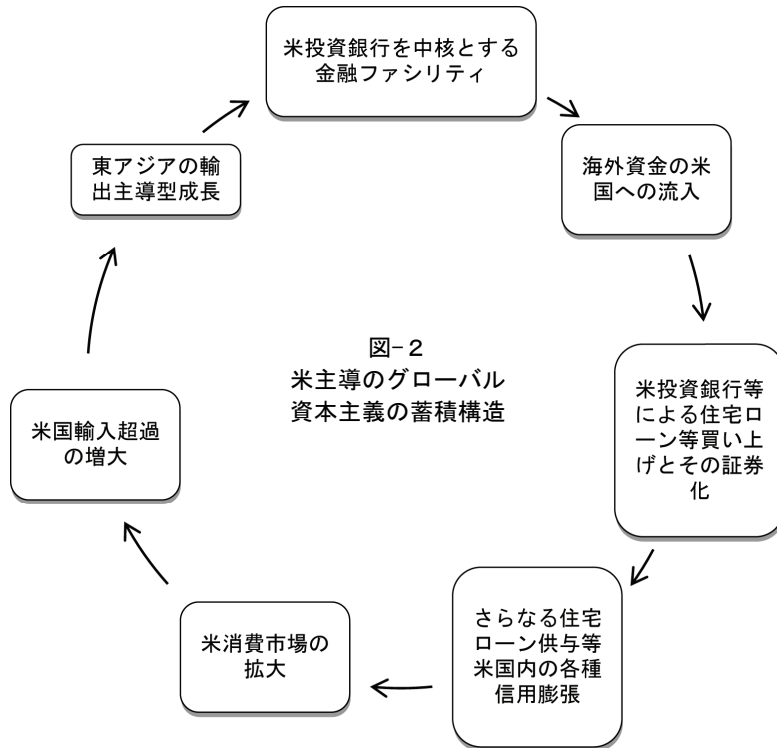 米投資銀行を中核とする
金融ファシリティ
海外資金の米
国への流入
米投資銀行等
による住宅ロ
ーン等買い上
げとその証券
化
さらなる住宅
ローン供与等
米国内の各種
信用膨張
米消費市場の
拡大
米国輸入超過
の増大
東アジアの輸
出主導型成長
図-２
米主導のグローバル
資本主義の蓄積構造